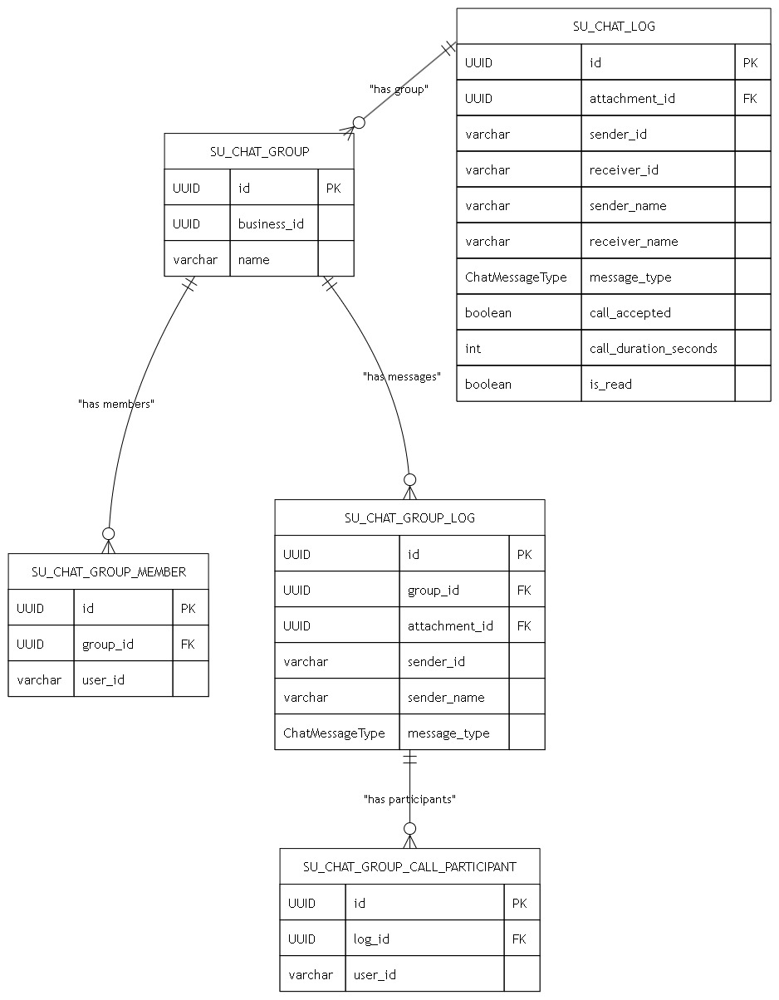 SU_CHAT_LOG
UUID id PK
UUID attachment_id FK
varchar sender_id
varchar receiver_id
varchar sender_name
varchar receiver_name
ChatMessageType message_type
boolean call_accepted
int call_duration_seconds
boolean is_read
"has group"
SU_CHAT_GROUP
UUID id PK
UUID business_id
varchar name
"has messages"
"has members"
SU_CHAT_GROUP_LOG
UUID id PK
UUID group_id FK
UUID attachment_id FK
varchar sender_id
varchar sender_name
ChatMessageType message_type
SU_CHAT_GROUP_MEMBER
UUID id PK
UUID group_id FK
varchar user_id
"has participants"
SU_CHAT_GROUP_CALL_PARTICIPANT
UUID id PK
UUID log_id FK
varchar user_id